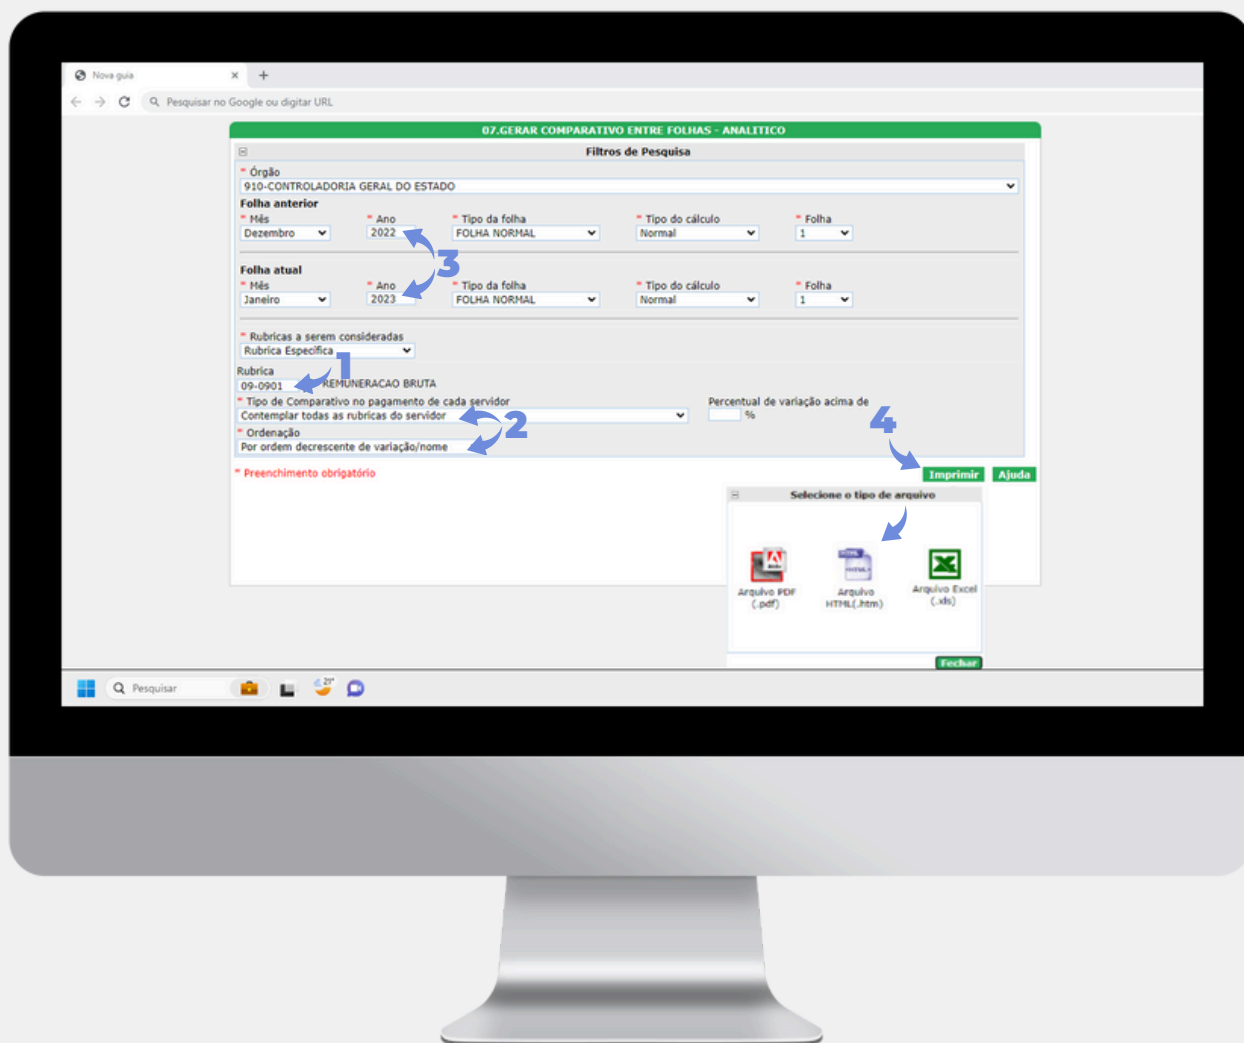 Nova guia
Pesquisar no Google ou digitar URL
07.GERAR COMPARATIVO ENTRE FOLHAS - ANALITICO
Filtros de Pesquisa
* Órgão
910-CONTROLADORIA GERAL DO ESTADO
Folha anterior
* Mês * Ano * Tipo da folha * Tipo do cálculo * Folha
Dezembro 2022 FOLHA NORMAL Normal 1
3
Folha atual
* Mês * Ano * Tipo da folha * Tipo do cálculo * Folha
Janeiro 2023 FOLHA NORMAL Normal 1
* Rubricas a serem consideradas
Rubrica Especifica
1
Rubrica
09-0901 REMUNERACAO BRUTA
* Tipo de Comparativo no pagamento de cada servidor Percentual de variação acima de
Contemplar todas as rubricas do servidor %
2 4
* Ordenação
Por ordem decrescente de variação/nome
* Preenchimento obrigatório Imprimir Ajuda
Selecione o tipo de arquivo
HTML
Arquivo PDF Arquivo Arquivo Excel
(.pdf) HTML(.htm) (.xls)
Fechar
Pesquisar 21°